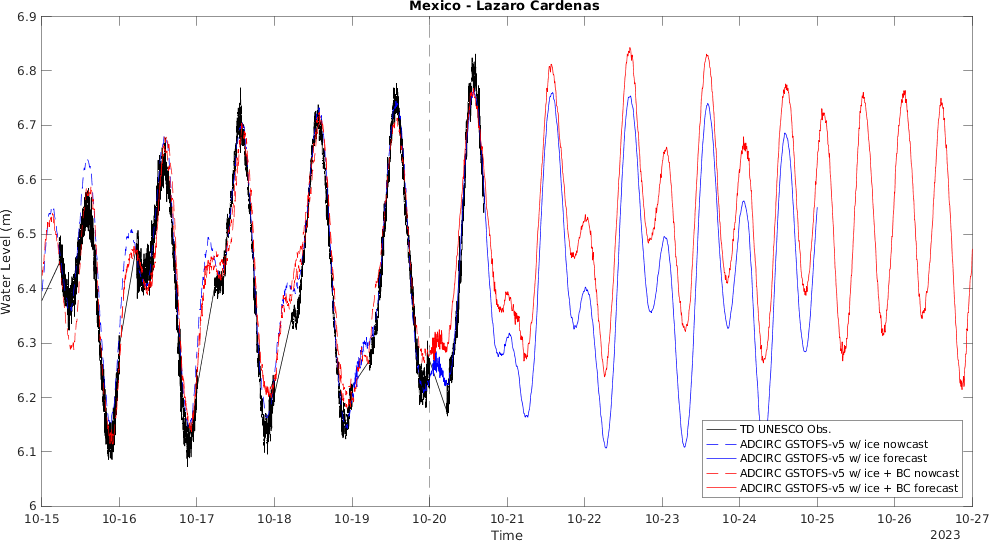 Mexico - Lazaro Cardenas
6.9
6.8
6.7
6.6
6.5
6.4
6.3
6.2
6.1
6
Water Level (m)
10-15 10-16 10-17 10-18 10-19 10-20 10-21 10-22 10-23 10-24 10-25 10-26 10-27
Time
2023
TD UNESCO Obs.
ADCIRC GSTOFS-v5 w/ ice nowcast
ADCIRC GSTOFS-v5 w/ ice forecast
ADCIRC GSTOFS-v5 w/ ice + BC nowcast
ADCIRC GSTOFS-v5 w/ ice + BC forecast